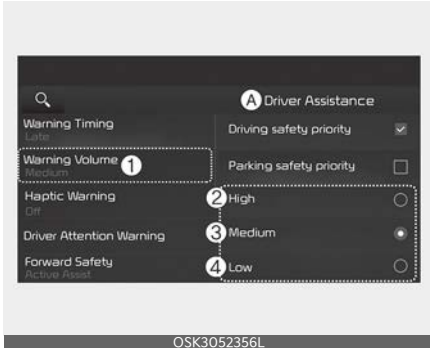 A Driver Assistance
Warning Timing
Late
Driving safety priority
Warning Volume 1
Medium
Parking safety priority
Haptic Warning
Off
2 High
Driver Attention Warning
3 Medium
Forward Safety
Active Assist
4 Low
OSK3052356L